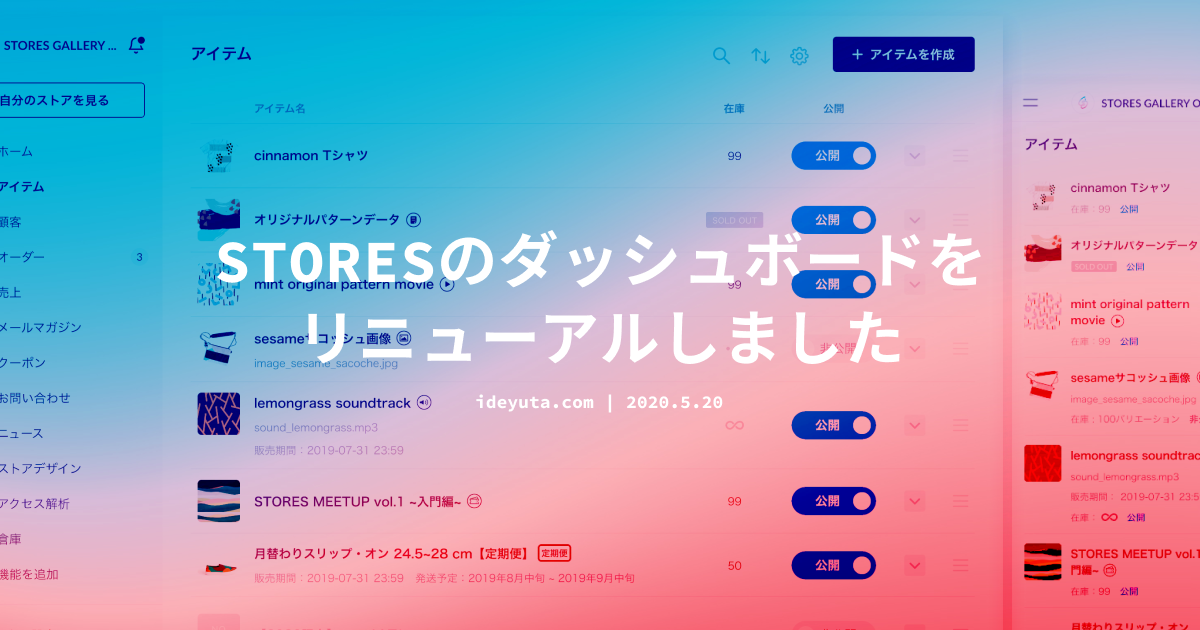 STORES GALLERY ...
自分のストアを見る
ホーム
アイテム
顧客
オーダー 3
売上
メールマガジン
クーポン
お問い合わせ
ニュース
ストアデザイン
アクセス解析
倉庫
機能を追加
アイテム
+ アイテムを作成
アイテム名 在庫 公開
cinnamon Tシャツ 99 公開
オリジナルパターンデータ SOLD OUT 公開
mint original pattern movie 99 公開
sesameサコッシュ画像 非公開
image_sesame_sacoche.jpg
lemongrass soundtrack ∞ 公開
sound_lemongrass.mp3
販売期間：2019-07-31 23:59
STORES MEETUP vol.1 ~入門編~ 99 公開
月替わりスリップ・オン 24.5~28 cm【定期便】 定期便 50 公開
販売期間：2019-07-31 23:59 発送予定：2019年8月中旬 ~ 2019年9月中旬
STORESのダッシュボードを
リニューアルしました
ideyuta.com | 2020.5.20
STORES GALLERY O
アイテム
cinnamon Tシャツ
在庫：99 公開
オリジナルパターンデータ
SOLD OUT 公開
mint original pattern
movie
在庫：99 公開
sesameサコッシュ画像
image_sesame_sacoche.jpg
在庫：100バリエーション 非
lemongrass soundtrac
sound_lemongrass.mp3
販売期間： 2019-07-31 23:5
在庫：∞ 公開
STORES MEETUP vol.1
門編~
在庫：99 公開
月替わりスリップ・オン